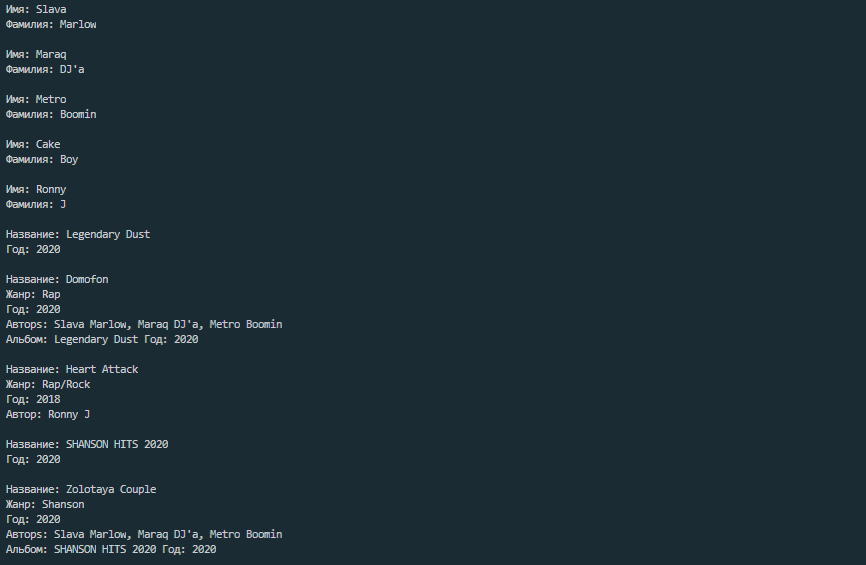 Имя: Slava
Фамилия: Marlow
Имя: Maraq
Фамилия: DJ'a
Имя: Metro
Фамилия: Boomin
Имя: Cake
Фамилия: Boy
Имя: Ronny
Фамилия: J
Название: Legendary Dust
Год: 2020
Название: Domofon
Жанр: Rap
Год: 2020
Авторs: Slava Marlow, Maraq DJ'a, Metro Boomin
Альбом: Legendary Dust Год: 2020
Название: Heart Attack
Жанр: Rap/Rock
Год: 2018
Автор: Ronny J
Название: SHANSON HITS 2020
Год: 2020
Название: Zolotaya Couple
Жанр: Shanson
Год: 2020
Авторs: Slava Marlow, Maraq DJ'a, Metro Boomin
Альбом: SHANSON HITS 2020 Год: 2020